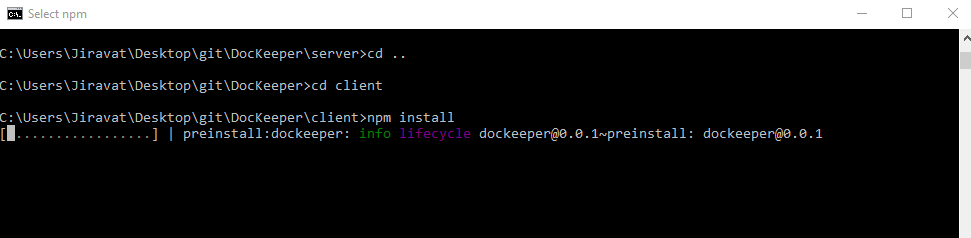 Select npm
C:\Users\Jiravat\Desktop\git\DocKeeper\server>cd ..
C:\Users\Jiravat\Desktop\git\DocKeeper>cd client
C:\Users\Jiravat\Desktop\git\DocKeeper\client>npm install
[ ................] | preinstall:dockeeper: info lifecycle dockeeper@0.0.1~preinstall: dockeeper@0.0.1